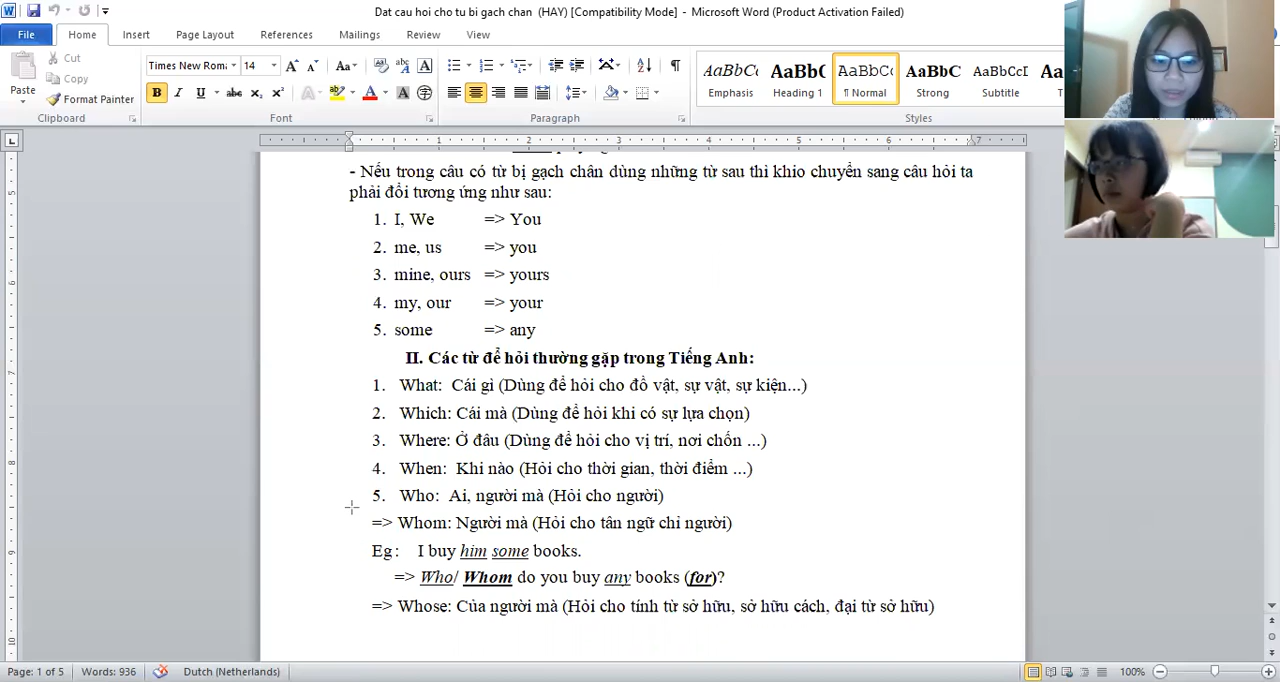 Dat cau hoi cho tu bi gach chan (HAY) [Compatibility Mode] - Microsoft Word (Product Activation Failed)
File Home Insert Page Layout References Mailings Review View
Cut
Copy
Format Painter
Paste
Clipboard
Times New Rom 14
Font
Paragraph
AaBbCc AaBbC AaBbCc AaBbC AaBbCcD Aa
Emphasis Heading 1 ¶ Normal Strong Subtitle T
Styles
- Nếu trong câu có từ bị gạch chân dùng những từ sau thì khio chuyển sang câu hỏi ta
phải đổi tương ứng như sau:
1. I, We => You
2. me, us => you
3. mine, ours => yours
4. my, our => your
5. some => any
II. Các từ để hỏi thường gặp trong Tiếng Anh:
1. What: Cái gì (Dùng để hỏi cho đồ vật, sự vật, sự kiện...)
2. Which: Cái mà (Dùng để hỏi khi có sự lựa chọn)
3. Where: Ở đâu (Dùng để hỏi cho vị trí, nơi chốn ...)
4. When: Khi nào (Hỏi cho thời gian, thời điểm ...)
5. Who: Ai, người mà (Hỏi cho người)
=> Whom: Người mà (Hỏi cho tân ngữ chỉ người)
Eg: I buy him some books.
=> Who/ Whom do you buy any books (for)?
=> Whose: Của người mà (Hỏi cho tính từ sở hữu, sở hữu cách, đại từ sở hữu)
Page: 1 of 5 Words: 936 Dutch (Netherlands) 100%